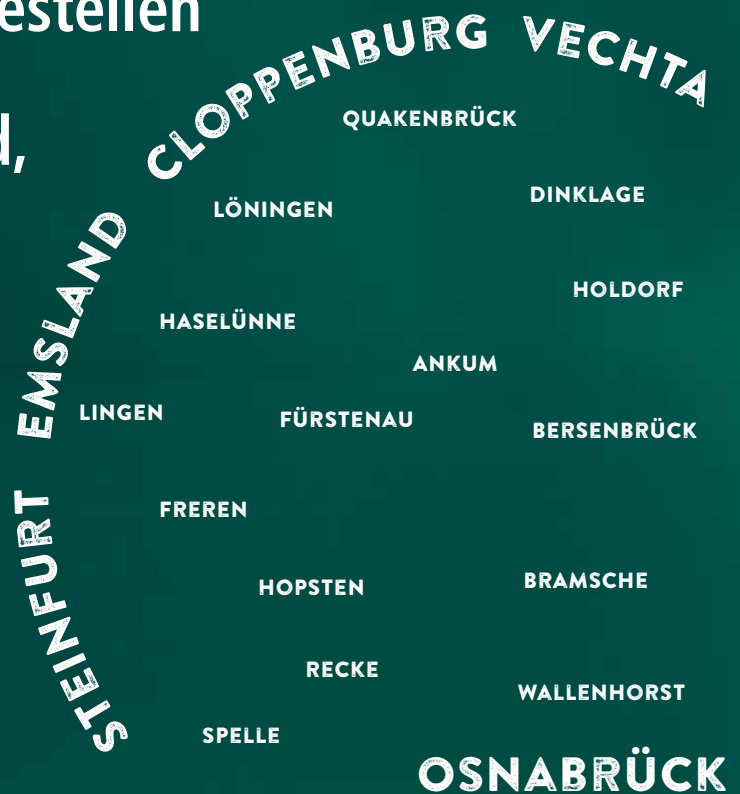 estellen
CLOPPENBURG VECHTA
QUAKENBRÜCK
DINKLAGE
LÖNINGEN
EMSLAND
HOLDORF
HASELÜNNE
ANKUM
LINGEN
FÜRSTENAU
BERSENBRÜCK
STEINFURT
FREREN
BRAMSCHE
HOPSTEN
RECKE
WALLENHORST
SPELLE
OSNABRÜCK